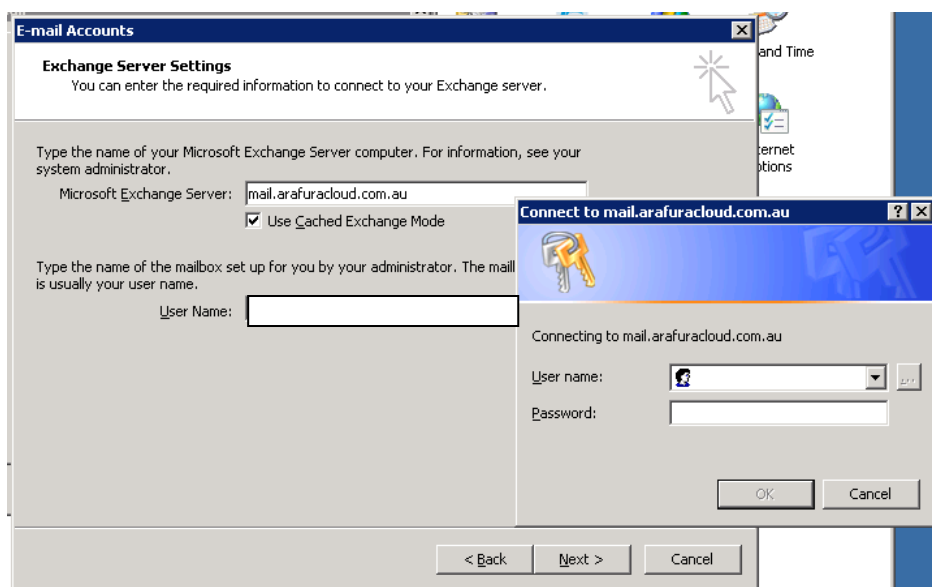 E-mail Accounts
Exchange Server Settings
You can enter the required information to connect to your Exchange server.
and Time
Type the name of your Microsoft Exchange Server computer. For information, see your
system administrator.
Microsoft Exchange Server: mail.arafuracloud.com.au
Use Cached Exchange Mode
Type the name of the mailbox set up for you by your administrator. The
is usually your user name.
User Name:
Connect to mail.arafuracloud.com.au
Connecting to mail.arafuracloud.com.au
User name:
...
Password:
OK Cancel
< Back Next > Cancel